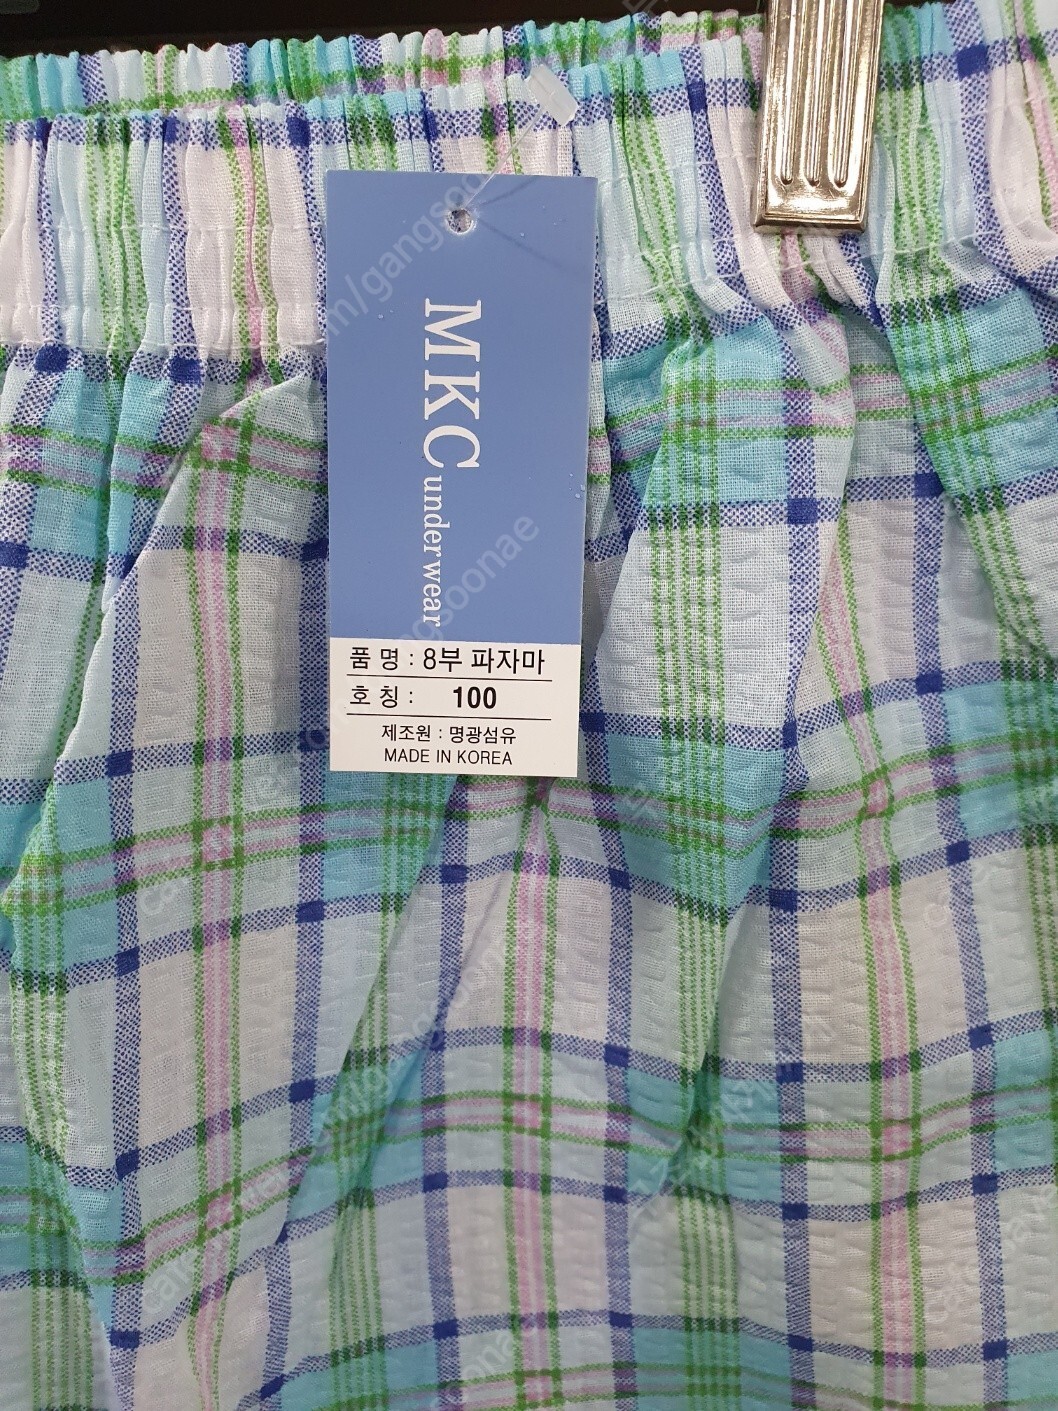 MKC under wear
품 명 : 8부 파자마
호 칭 : 100
제조원 : 명광섬유
MADE IN KOREA